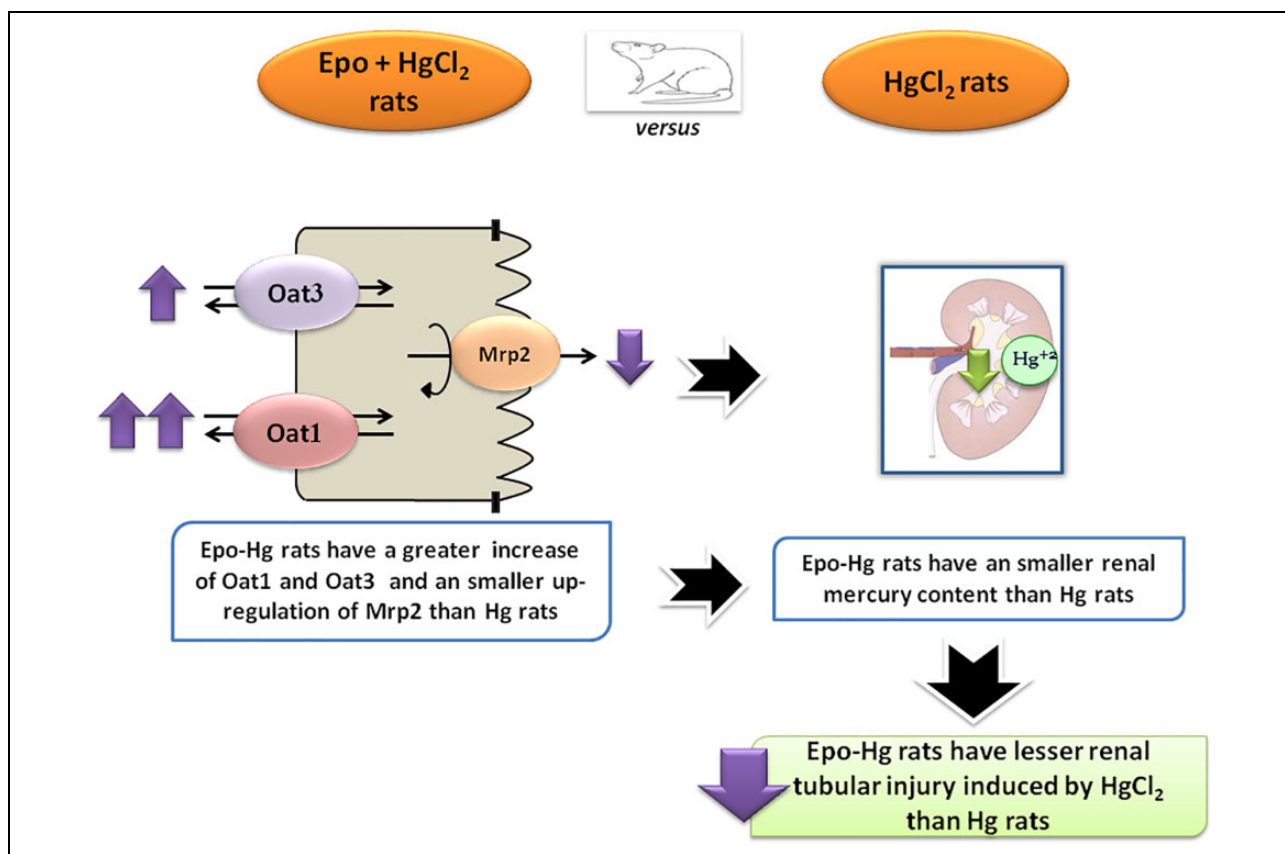 Epo + HgCl₂
rats
versus
HgCl₂ rats
Oat3
Mrp2
Oat1
Hg⁺²
Epo-Hg rats have a greater increase
of Oat1 and Oat3 and an smaller up-
regulation of Mrp2 than Hg rats
Epo-Hg rats have an smaller renal
mercury content than Hg rats
Epo-Hg rats have lesser renal
tubular injury induced by HgCl₂
than Hg rats